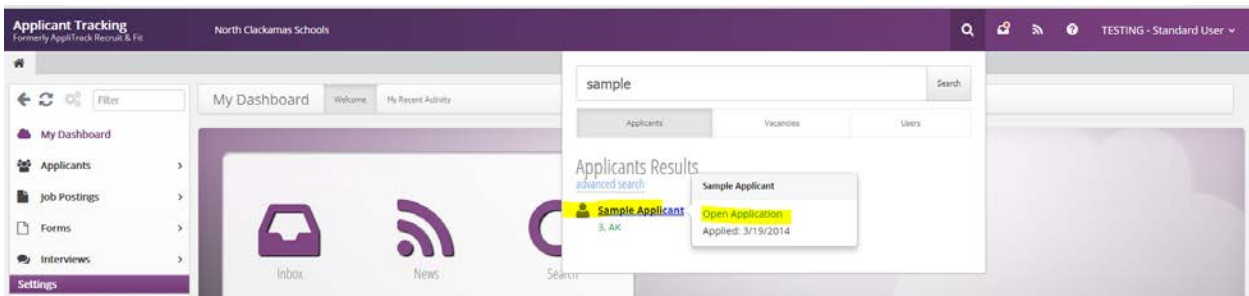 Applicant Tracking
Formerly AppliTrack Recruit & Fit
North Clackamas Schools
TESTING - Standard User
Filter
My Dashboard
Welcome
My Recent Activity
My Dashboard
Applicants
Job Postings
Forms
Interviews
Settings
Inbox
News
Search
sample
Search
Applicants
Vacancies
Users
Applicants Results
advanced search
Sample Applicant
3, AK
Sample Applicant
Open Application
Applied: 3/19/2014